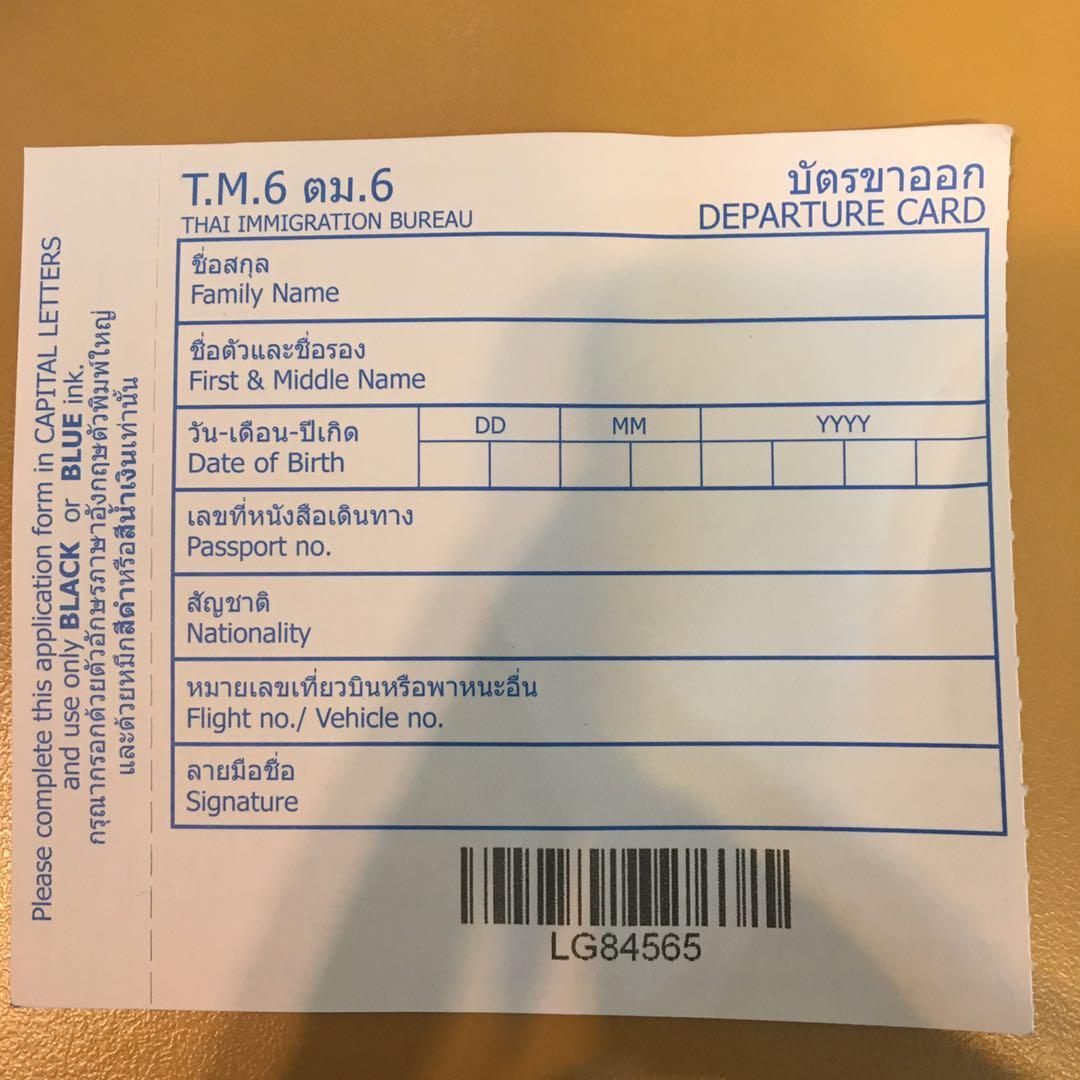 Please complete this application form in CAPITAL LETTERS
and use only BLACK or BLUE ink.
กรุณากรอกด้วยตัวอักษรภาษาอังกฤษตัวพิมพ์ใหญ่
และด้วยหมึกสีดำหรือสีน้ำเงินเท่านั้น
T.M.6 ตม.6
THAI IMMIGRATION BUREAU
บัตรขาออก
DEPARTURE CARD
ชื่อสกุล
Family Name
ชื่อตัวและชื่อรอง
First & Middle Name
วัน-เดือน-ปีเกิด
Date of Birth
DD MM YYYY
เลขที่หนังสือเดินทาง
Passport no.
สัญชาติ
Nationality
หมายเลขเที่ยวบินหรือพาหนะอื่น
Flight no./ Vehicle no.
ลายมือชื่อ
Signature
LG84565